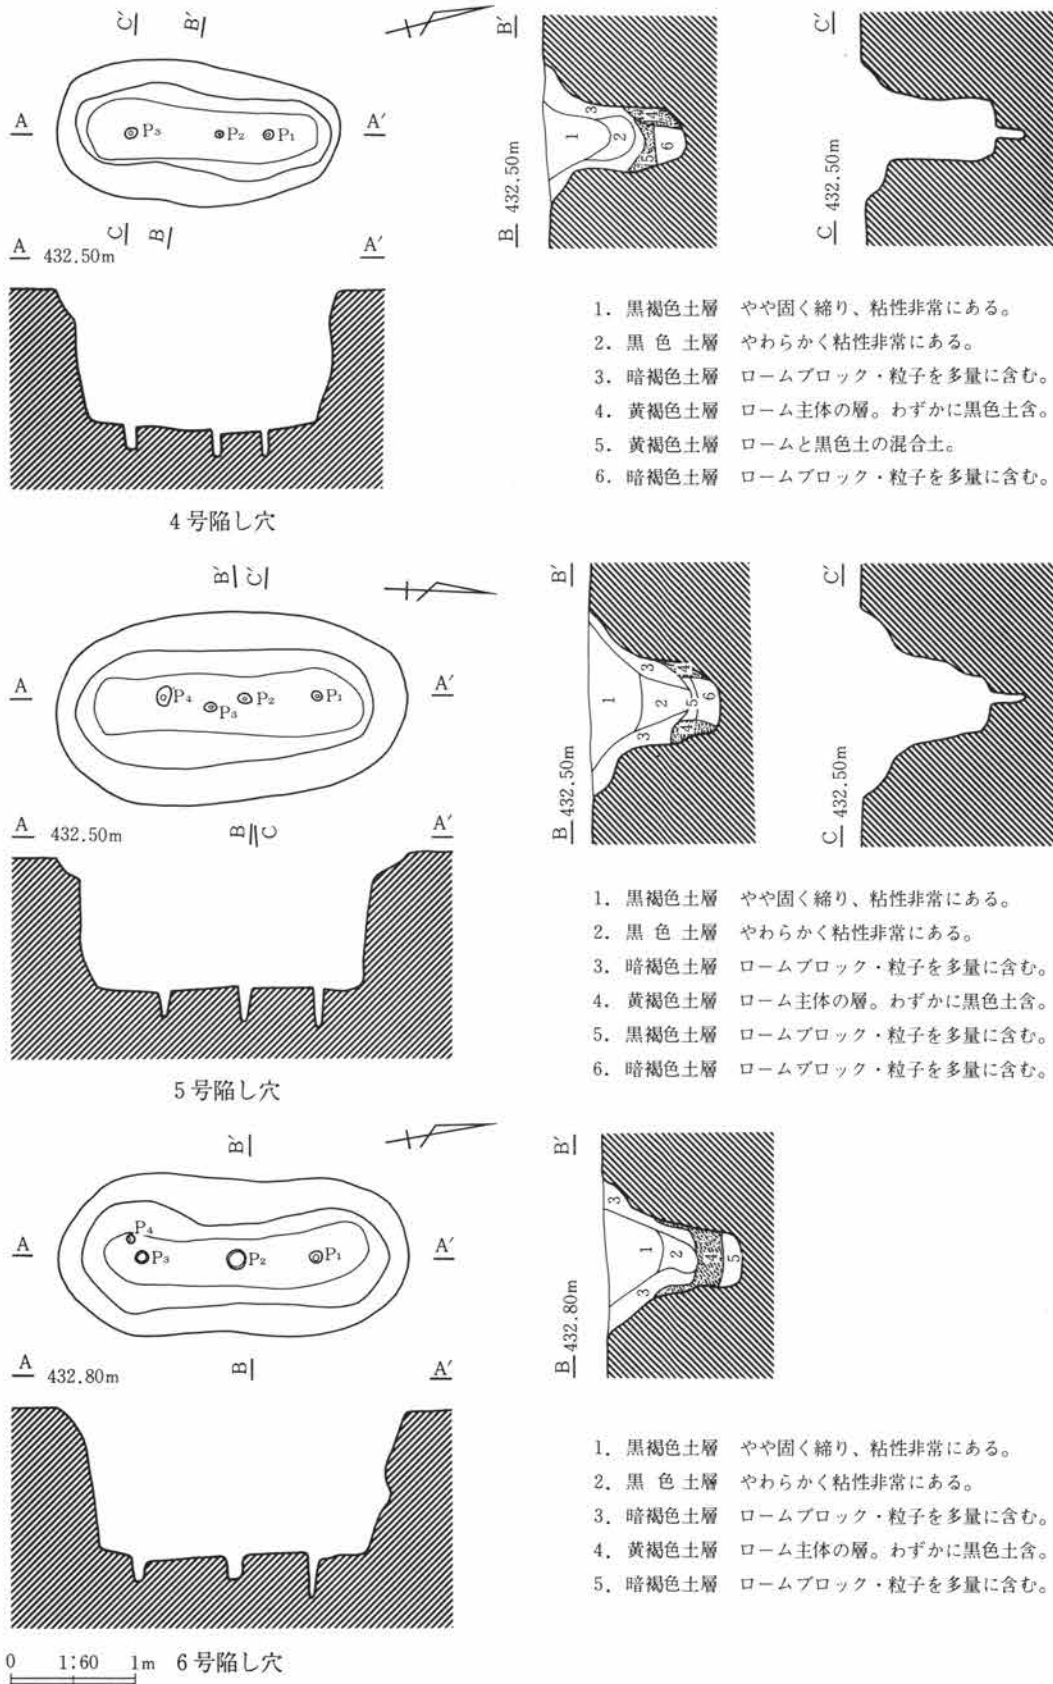 C C′ B B′
A A′
P₃ P₂ P₁
A 432.50m A′
B 432.50m B′
C 432.50m C′
1. 黒褐色土層 やや固く締り、粘性非常にある。
2. 黒色土層 やわらかく粘性非常にある。
3. 暗褐色土層 ロームブロック・粒子を多量に含む。
4. 黄褐色土層 ローム主体の層。わずかに黒色土含。
5. 黄褐色土層 ロームと黒色土の混合土。
6. 暗褐色土層 ロームブロック・粒子を多量に含む。
1 2 3 4 5 6
4号陥し穴
B B′ C C′
A A′
P₄ P₃ P₂ P₁
A 432.50m A′
B 432.50m B′
C 432.50m C′
1 2 3 3 4 4 5 6
1. 黒褐色土層 やや固く締り、粘性非常にある。
2. 黒色土層 やわらかく粘性非常にある。
3. 暗褐色土層 ロームブロック・粒子を多量に含む。
4. 黄褐色土層 ローム主体の層。わずかに黒色土含。
5. 黒褐色土層 ロームブロック・粒子を多量に含む。
6. 暗褐色土層 ロームブロック・粒子を多量に含む。
5号陥し穴
B B′
A A′
P₄ P₃ P₂ P₁
A 432.80m A′
B 432.80m B′
1 2 3 3 4 5
1. 黒褐色土層 やや固く締り、粘性非常にある。
2. 黒色土層 やわらかく粘性非常にある。
3. 暗褐色土層 ロームブロック・粒子を多量に含む。
4. 黄褐色土層 ローム主体の層。わずかに黒色土含。
5. 暗褐色土層 ロームブロック・粒子を多量に含む。
0 1:60 1m 6号陥し穴